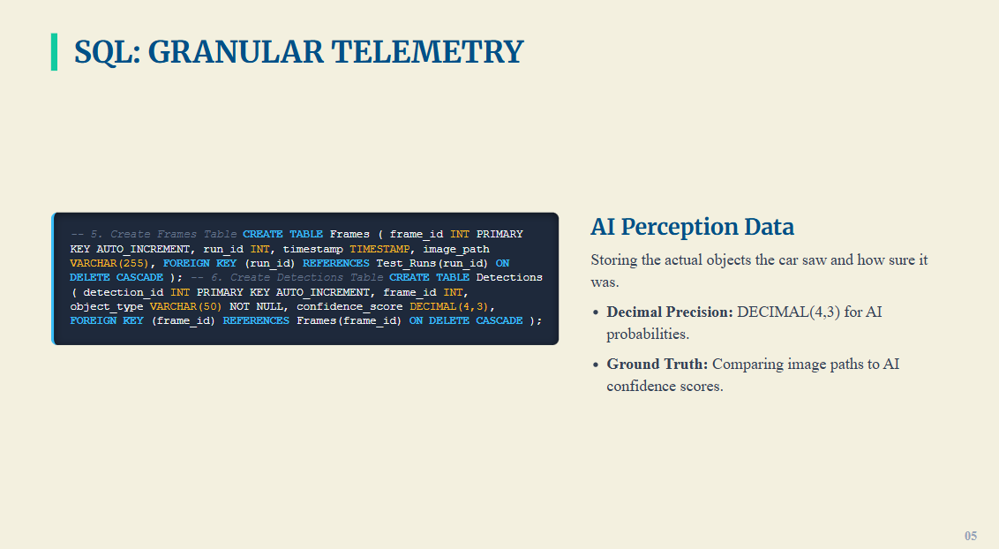 SQL: GRANULAR TELEMETRY
-- 5. Create Frames Table CREATE TABLE Frames ( frame_id INT PRIMARY
KEY AUTO_INCREMENT, run_id INT, timestamp TIMESTAMP, image_path
VARCHAR(255), FOREIGN KEY (run_id) REFERENCES Test_Runs(run_id) ON
DELETE CASCADE ); -- 6. Create Detections Table CREATE TABLE Detections
( detection_id INT PRIMARY KEY AUTO_INCREMENT, frame_id INT,
object_type VARCHAR(50) NOT NULL, confidence_score DECIMAL(4,3),
FOREIGN KEY (frame_id) REFERENCES Frames(frame_id) ON DELETE CASCADE );
AI Perception Data
Storing the actual objects the car saw and how sure it
was.
• Decimal Precision: DECIMAL(4,3) for AI
probabilities.
• Ground Truth: Comparing image paths to AI
confidence scores.
05